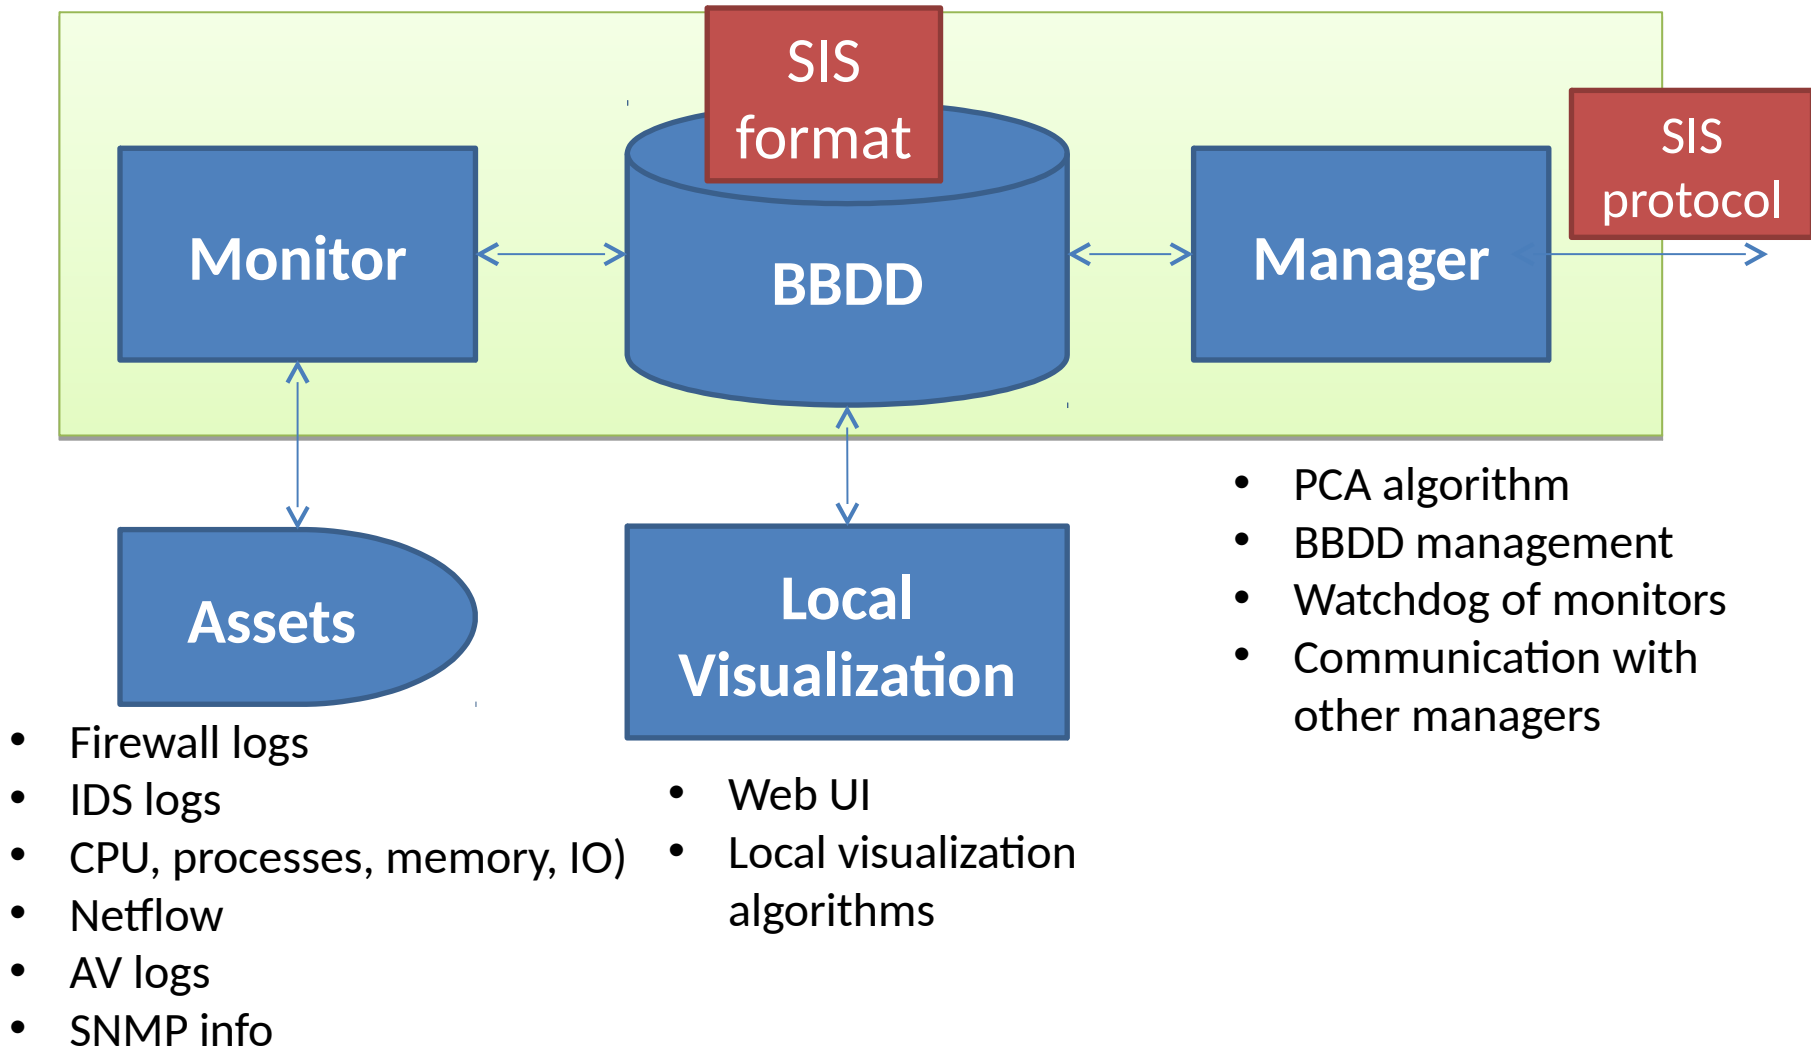 SIS
format
SIS
protocol
Monitor
BBDD
Manager
Assets
Local
Visualization
• Firewall logs
• IDS logs
• CPU, processes, memory, IO)
• Netflow
• AV logs
• SNMP info
• Web UI
• Local visualization
algorithms
• PCA algorithm
• BBDD management
• Watchdog of monitors
• Communication with
other managers